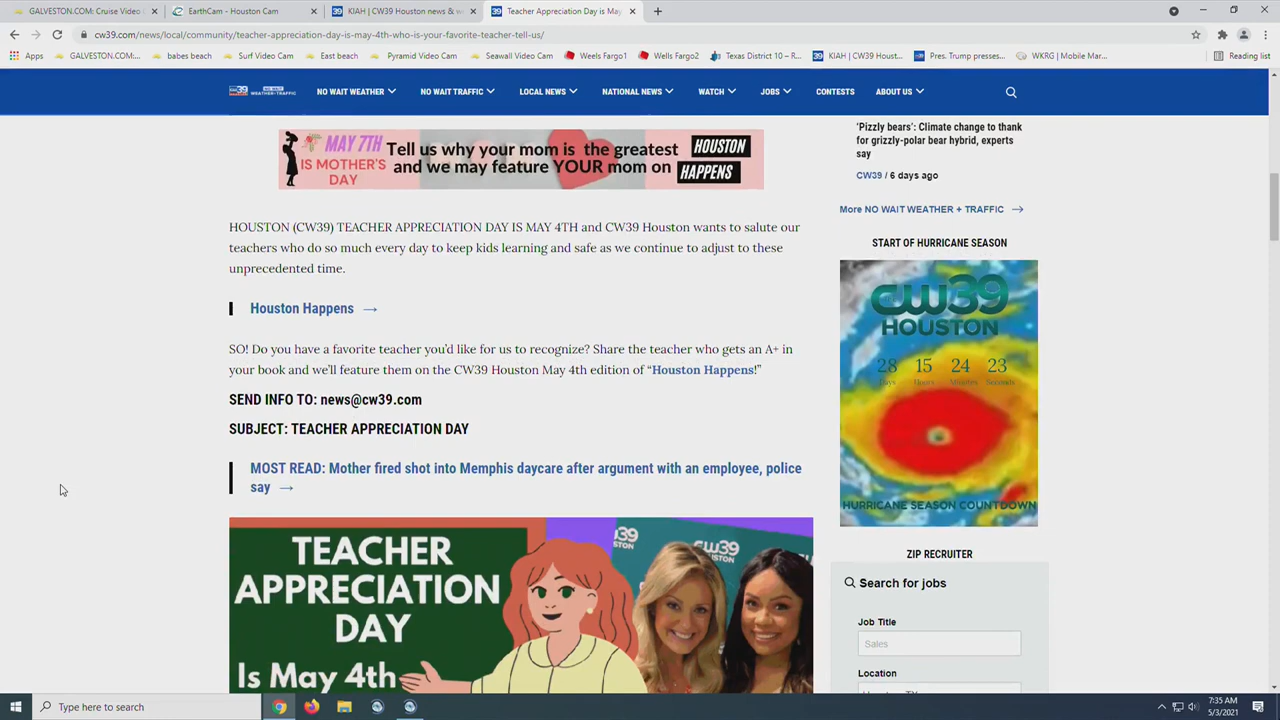 GALVESTON.COM: Cruise Video
EarthCam - Houston Cam
KIAH | CW39 Houston news & w
Teacher Appreciation Day is May
cw39.com/news/local/community/teacher-appreciation-day-is-may-4th-who-is-your-favorite-teacher-tell-us/
Apps
GALVESTON.COM:...
babes beach
Surf Video Cam
East beach
Pyramid Video Cam
Seawall Video Cam
Weels Fargo1
Wells Fargo2
Texas District 10 – R...
KIAH | CW39 Houst...
Pres. Trump presses...
WKRG | Mobile Mar...
Reading list
NO WAIT WEATHER
NO WAIT TRAFFIC
LOCAL NEWS
NATIONAL NEWS
WATCH
JOBS
CONTESTS
ABOUT US
MAY 7TH
IS MOTHER'S
DAY
Tell us why your mom is the greatest
and we may feature YOUR mom on
HOUSTON
HAPPENS
HOUSTON (CW39) TEACHER APPRECIATION DAY IS MAY 4TH and CW39 Houston wants to salute our
teachers who do so much every day to keep kids learning and safe as we continue to adjust to these
unprecedented time.
Houston Happens →
SO! Do you have a favorite teacher you'd like for us to recognize? Share the teacher who gets an A+ in
your book and we'll feature them on the CW39 Houston May 4th edition of “Houston Happens!”
SEND INFO TO: news@cw39.com
SUBJECT: TEACHER APPRECIATION DAY
MOST READ: Mother fired shot into Memphis daycare after argument with an employee, police
say →
TEACHER
APPRECIATION
DAY
Is May 4th
cw39
cw39
HOUSTON
'Pizzly bears': Climate change to thank
for grizzly-polar bear hybrid, experts
say
CW39 / 6 days ago
More NO WAIT WEATHER + TRAFFIC →
START OF HURRICANE SEASON
cw39
HOUSTON
28 15 24 23
Days Hours Minutes Seconds
HURRICANE SEASON COUNTDOWN
ZIP RECRUITER
Search for jobs
Job Title
Sales
Location
Type here to search
7:35 AM
5/3/2021